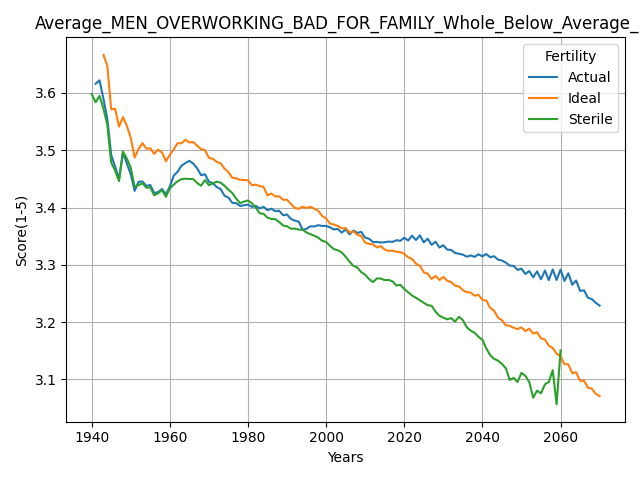 Average_MEN_OVERWORKING_BAD_FOR_FAMILY_Whole_Below_Average_
Fertility
Actual
Ideal
Sterile
3.6
3.5
3.4
3.3
3.2
3.1
Score(1-5)
1940 1960 1980 2000 2020 2040 2060
Years